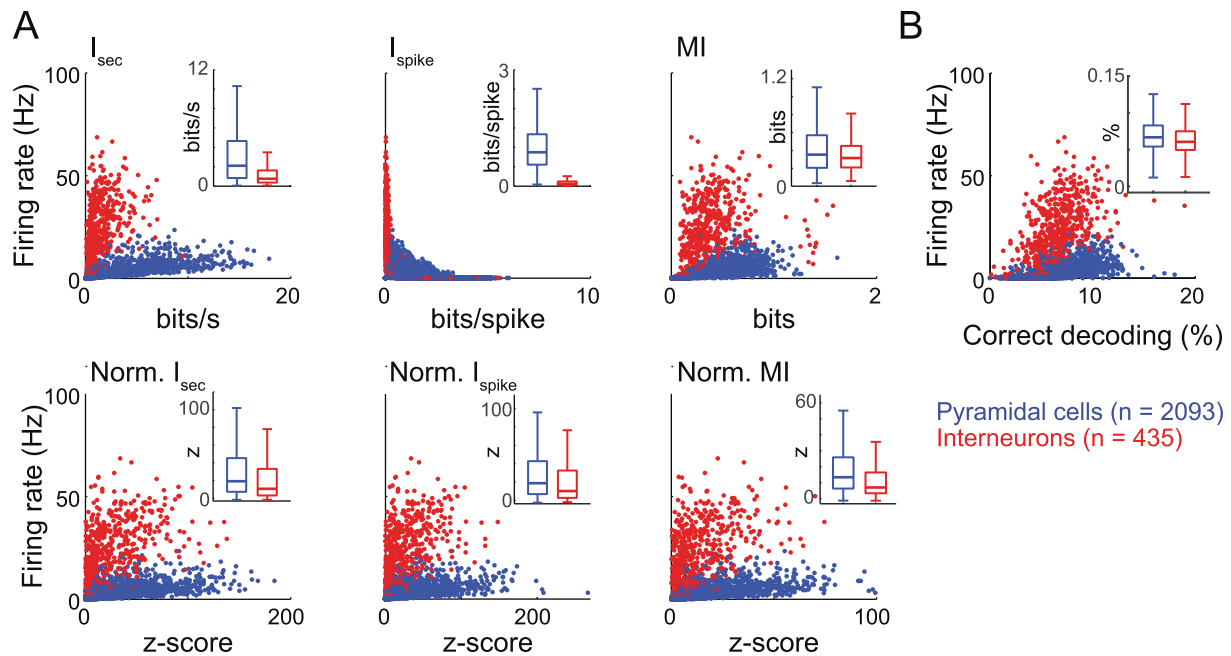 A
B
I sec
I spike
MI
Firing rate (Hz)
100
50
0
0
20
bits/s
12
0
bits/s
0
10
bits/spike
3
0
bits/spike
0
2
bits
1.2
0
bits
Firing rate (Hz)
100
50
0
0
10
20
Correct decoding (%)
0.15
0
%
Norm. I sec
Norm. I spike
Norm. MI
Firing rate (Hz)
100
50
0
0
200
z-score
100
0
z
0
200
z-score
100
0
z
0
100
z-score
60
0
z
Pyramidal cells (n = 2093)
Interneurons (n = 435)